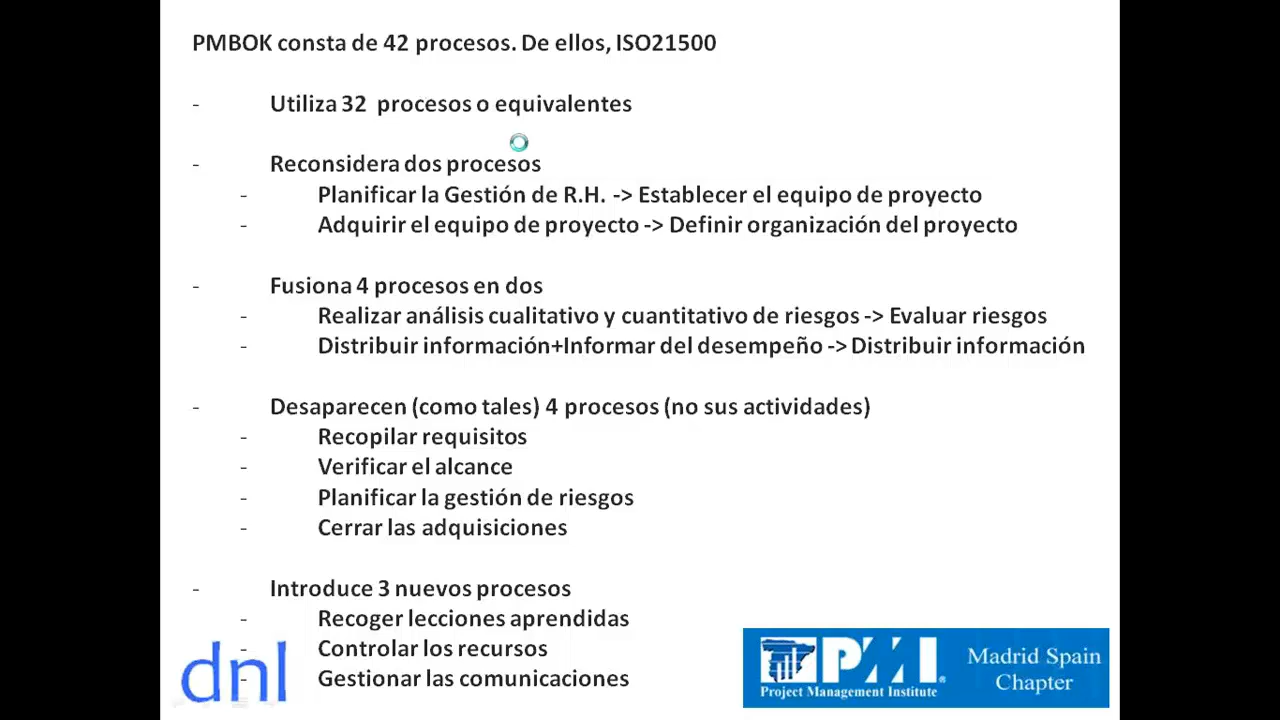 PMBOK consta de 42 procesos. De ellos, ISO21500
- Utiliza 32 procesos o equivalentes
- Reconsidera dos procesos
- Planificar la Gestión de R.H. -> Establecer el equipo de proyecto
- Adquirir el equipo de proyecto -> Definir organización del proyecto
- Fusiona 4 procesos en dos
- Realizar análisis cualitativo y cuantitativo de riesgos -> Evaluar riesgos
- Distribuir información+Informar del desempeño -> Distribuir información
- Desaparecen (como tales) 4 procesos (no sus actividades)
- Recopilar requisitos
- Verificar el alcance
- Planificar la gestión de riesgos
- Cerrar las adquisiciones
- Introduce 3 nuevos procesos
- Recoger lecciones aprendidas
- Controlar los recursos
- Gestionar las comunicaciones
dnl
PMI®
Project Management Institute
Madrid Spain
Chapter